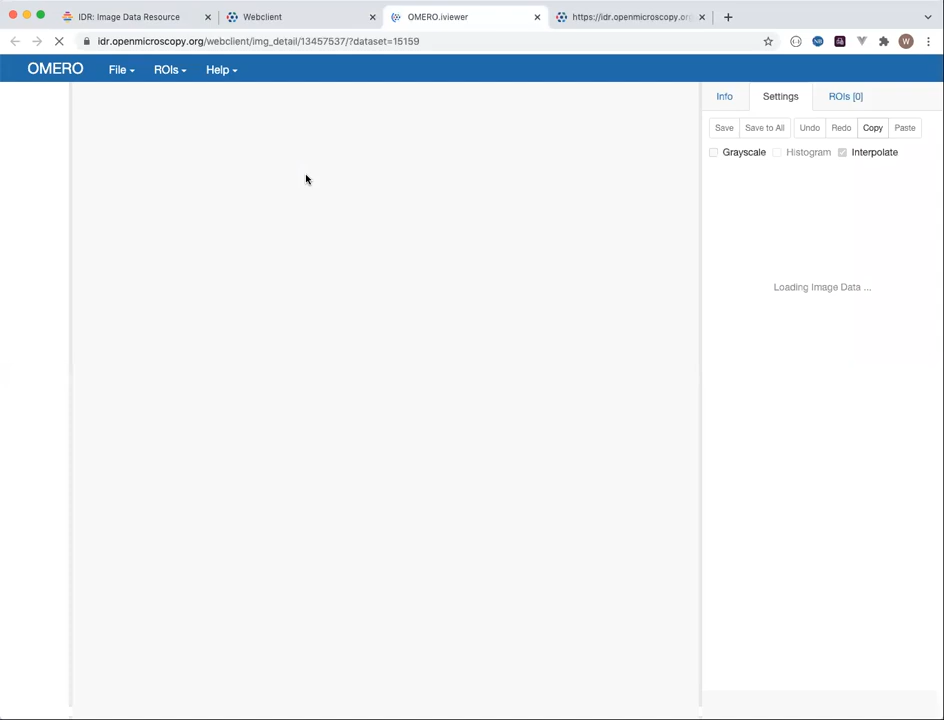 IDR: Image Data Resource
Webclient
OMERO.iviewer
https://idr.openmicroscopy.or
idr.openmicroscopy.org/webclient/img_detail/13457537/?dataset=15159
W
OMERO
File
ROIs
Help
Info
Settings
ROIs [0]
Save
Save to All
Undo
Redo
Copy
Paste
Grayscale
Histogram
Interpolate
Loading Image Data ...